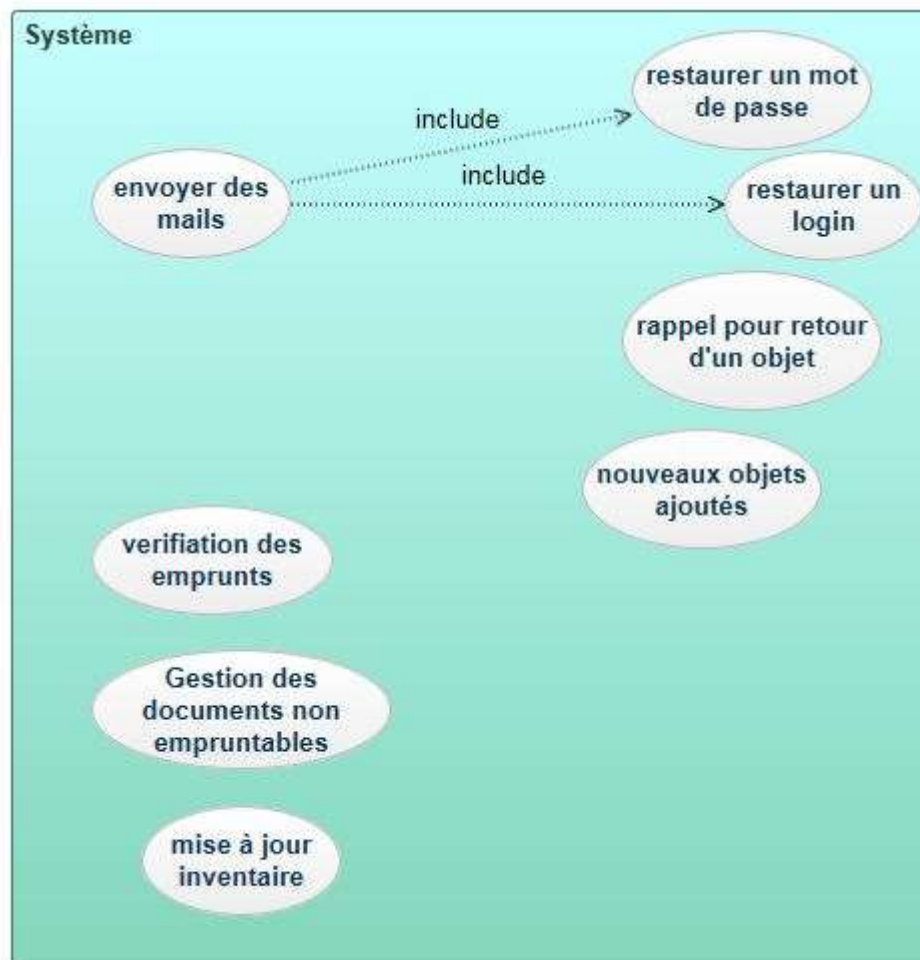 Système
restaurer un mot
de passe
include
envoyer des
mails
include
restaurer un
login
rappel pour retour
d'un objet
nouveaux objets
ajoutés
verifiation des
emprunts
Gestion des
documents non
empruntables
mise à jour
inventaire